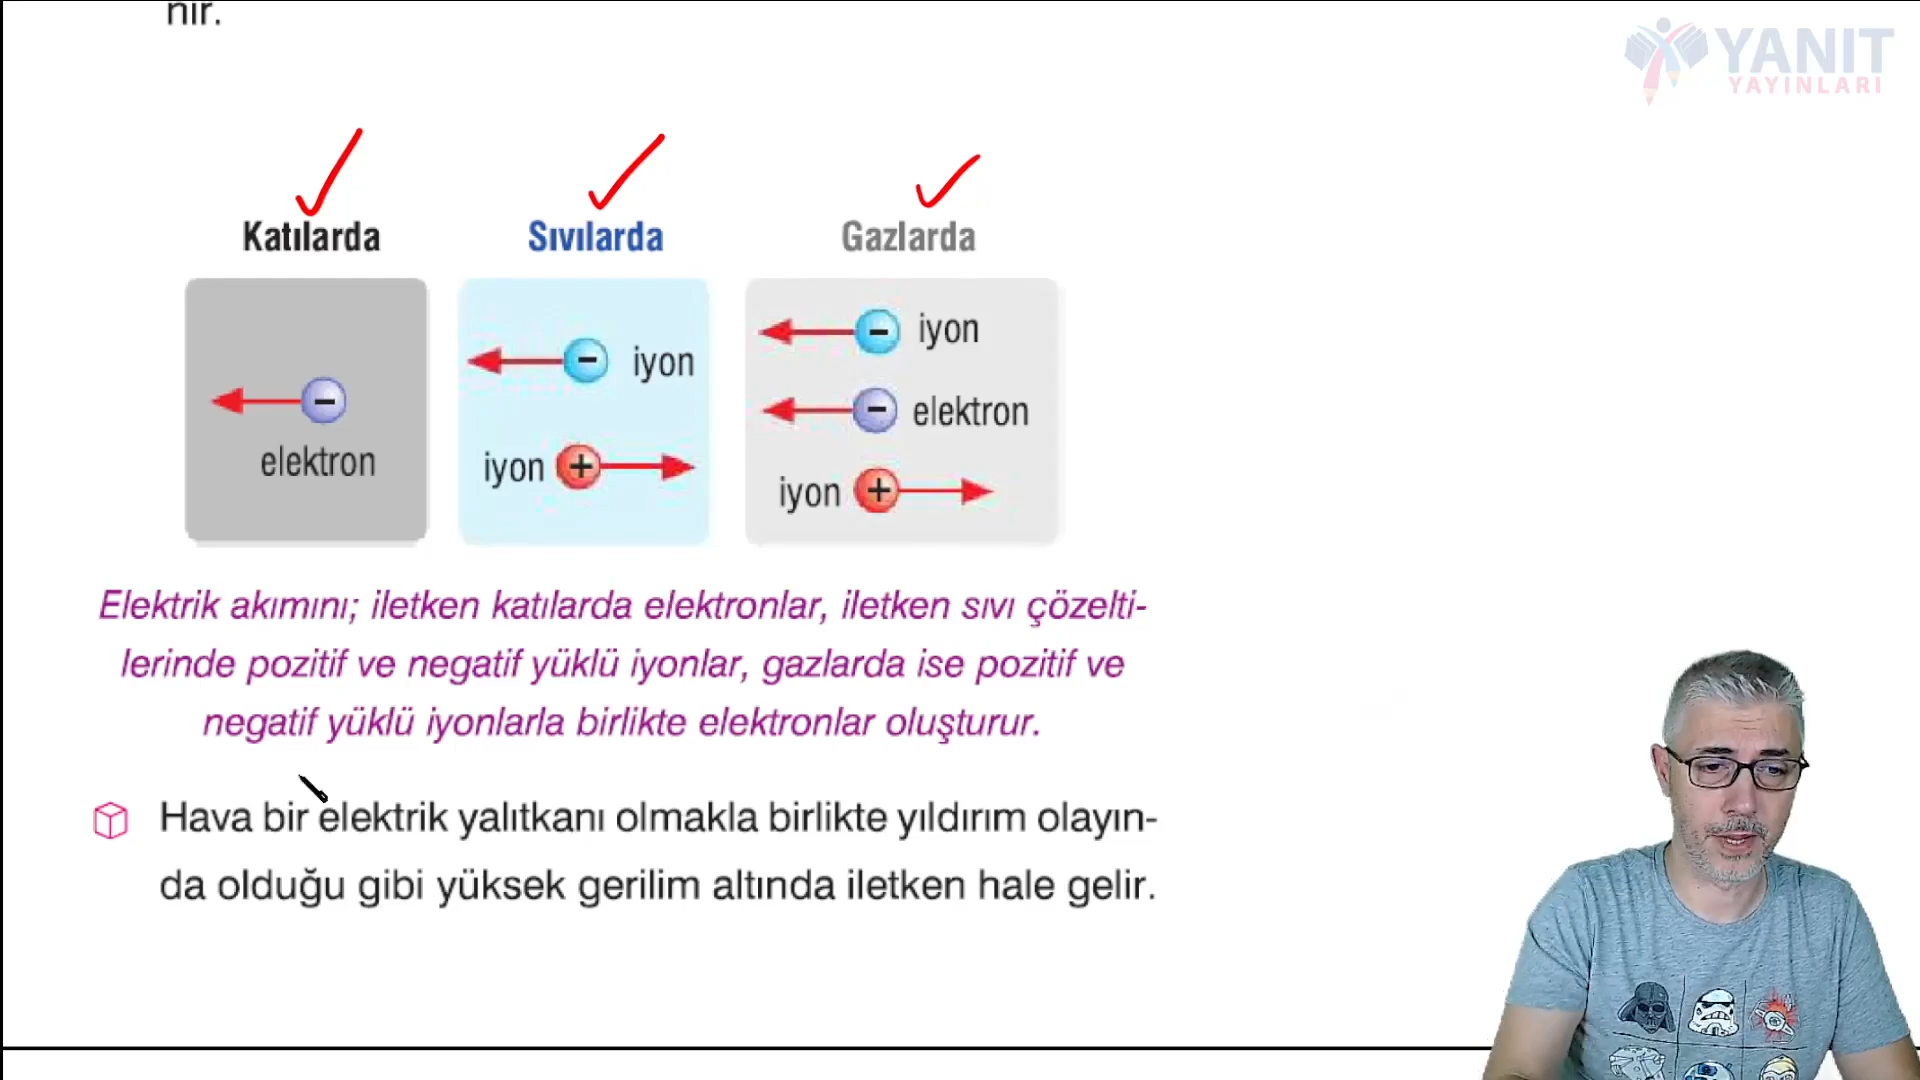 nır.
YANIT
YAYINLARI
Katılarda
Sıvılarda
Gazlarda
elektron
iyon
iyon
iyon
elektron
iyon
Elektrik akımını; iletken katılarda elektronlar, iletken sıvı çözelti-
lerinde pozitif ve negatif yüklü iyonlar, gazlarda ise pozitif ve
negatif yüklü iyonlarla birlikte elektronlar oluşturur.
Hava bir elektrik yalıtkanı olmakla birlikte yıldırım olayın-
da olduğu gibi yüksek gerilim altında iletken hale gelir.